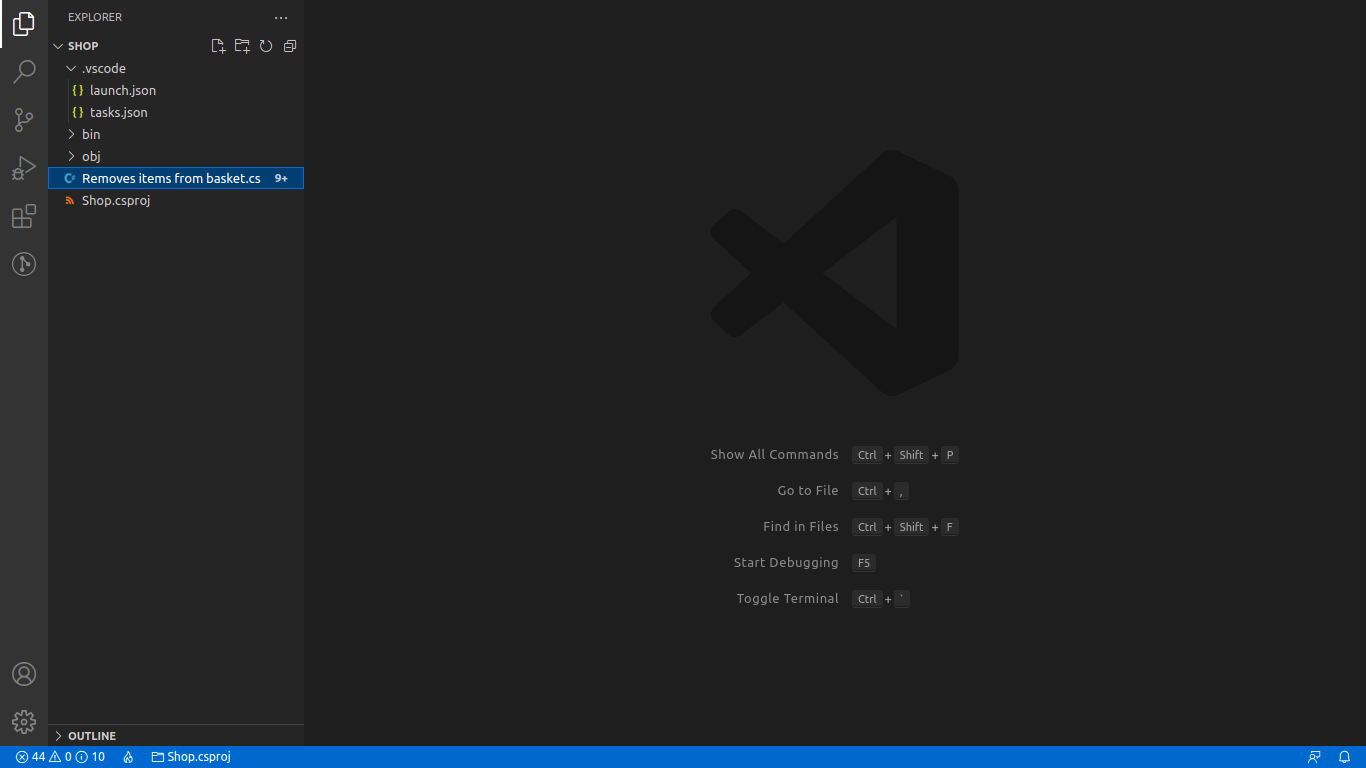 EXPLORER
SHOP
.vscode
launch.json
tasks.json
bin
obj
Removes items from basket.cs 9+
Shop.csproj
Show All Commands Ctrl + Shift + P
Go to File Ctrl + ,
Find in Files Ctrl + Shift + F
Start Debugging F5
Toggle Terminal Ctrl + `
OUTLINE
44 0 10 Shop.csproj